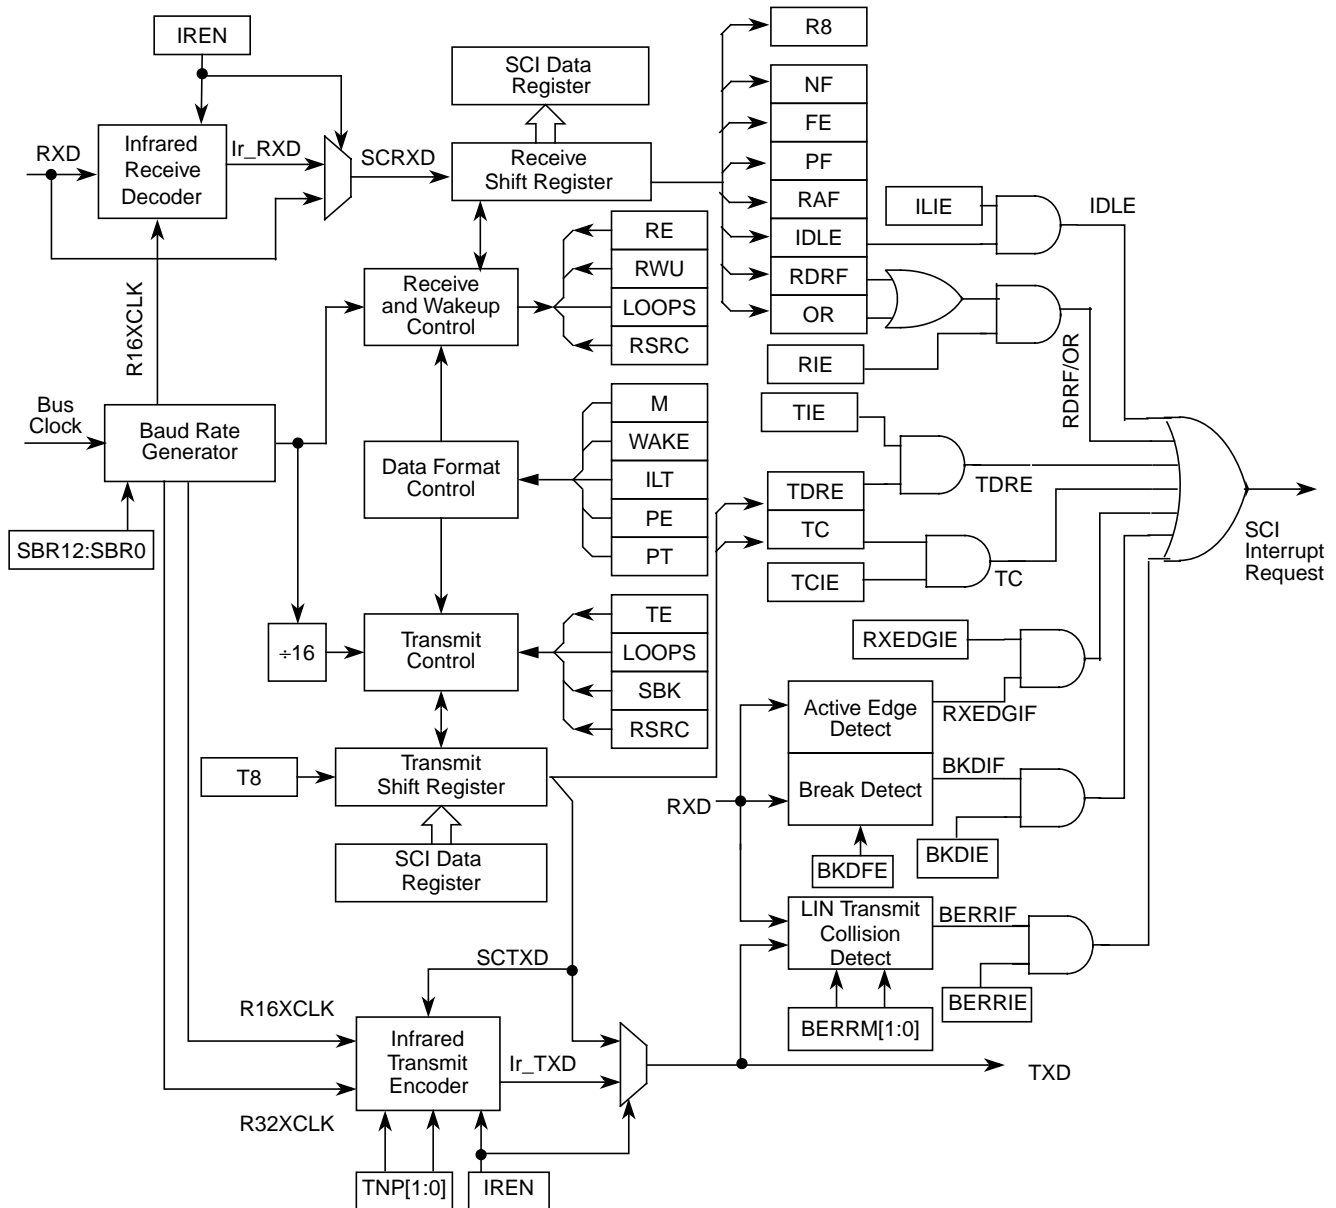 IREN
R8
SCI Data
Register
NF
FE
PF
RAF
IDLE
RDRF
OR
RXD
Infrared
Receive
Decoder
Ir_RXD
SCRXD
Receive
Shift Register
ILIE
IDLE
RE
RWU
LOOPS
RSRC
Receive
and Wakeup
Control
R16XCLK
RIE
RDRF/OR
Bus
Clock
Baud Rate
Generator
M
WAKE
ILT
PE
PT
Data Format
Control
TIE
TDRE
TC
TDRE
TCIE
TC
SBR12:SBR0
SCI
Interrupt
Request
÷16
Transmit
Control
TE
LOOPS
SBK
RSRC
RXEDGIE
Active Edge
Detect
RXEDGIF
T8
Transmit
Shift Register
RXD
Break Detect
BKDIF
BKDIE
BKDFE
SCI Data
Register
LIN Transmit
Collision
Detect
BERRIF
BERRIE
BERRM[1:0]
SCTXD
R16XCLK
Infrared
Transmit
Encoder
Ir_TXD
TXD
R32XCLK
TNP[1:0]
IREN